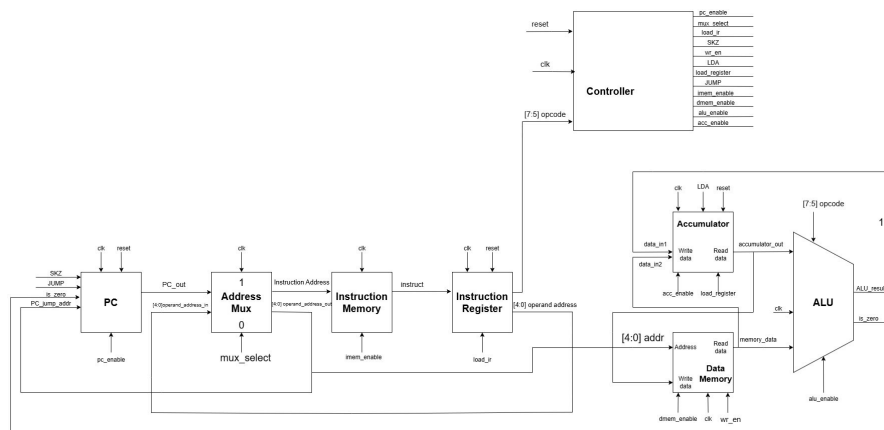 reset
clk
Controller
[7:5] opcode
pc_enable
mux_select
load_ir
SKZ
wr_en
LDA
load_register
JUMP
imem_enable
dmem_enable
alu_enable
acc_enable
SKZ
JUMP
is_zero
PC_jump_addr
clk
reset
PC
pc_enable
PC_out
[4:0]operand_address_in
clk
1
Address
Mux
0
mux_select
Instruction Address
[4:0] operand_address_out
clk
Instruction
Memory
imem_enable
instruct
clk
reset
Instruction
Register
load_ir
[4:0] operand address
clk
LDA
reset
Accumulator
data_in1
data_in2
Write
data
Read
data
accumulator_out
acc_enable
load_register
[4:0] addr
Address
Read
data
Data
Memory
Write
data
memory_data
dmem_enable
clk
wr_en
[7:5] opcode
1
clk
ALU
ALU_resul
is_zero
alu_enable